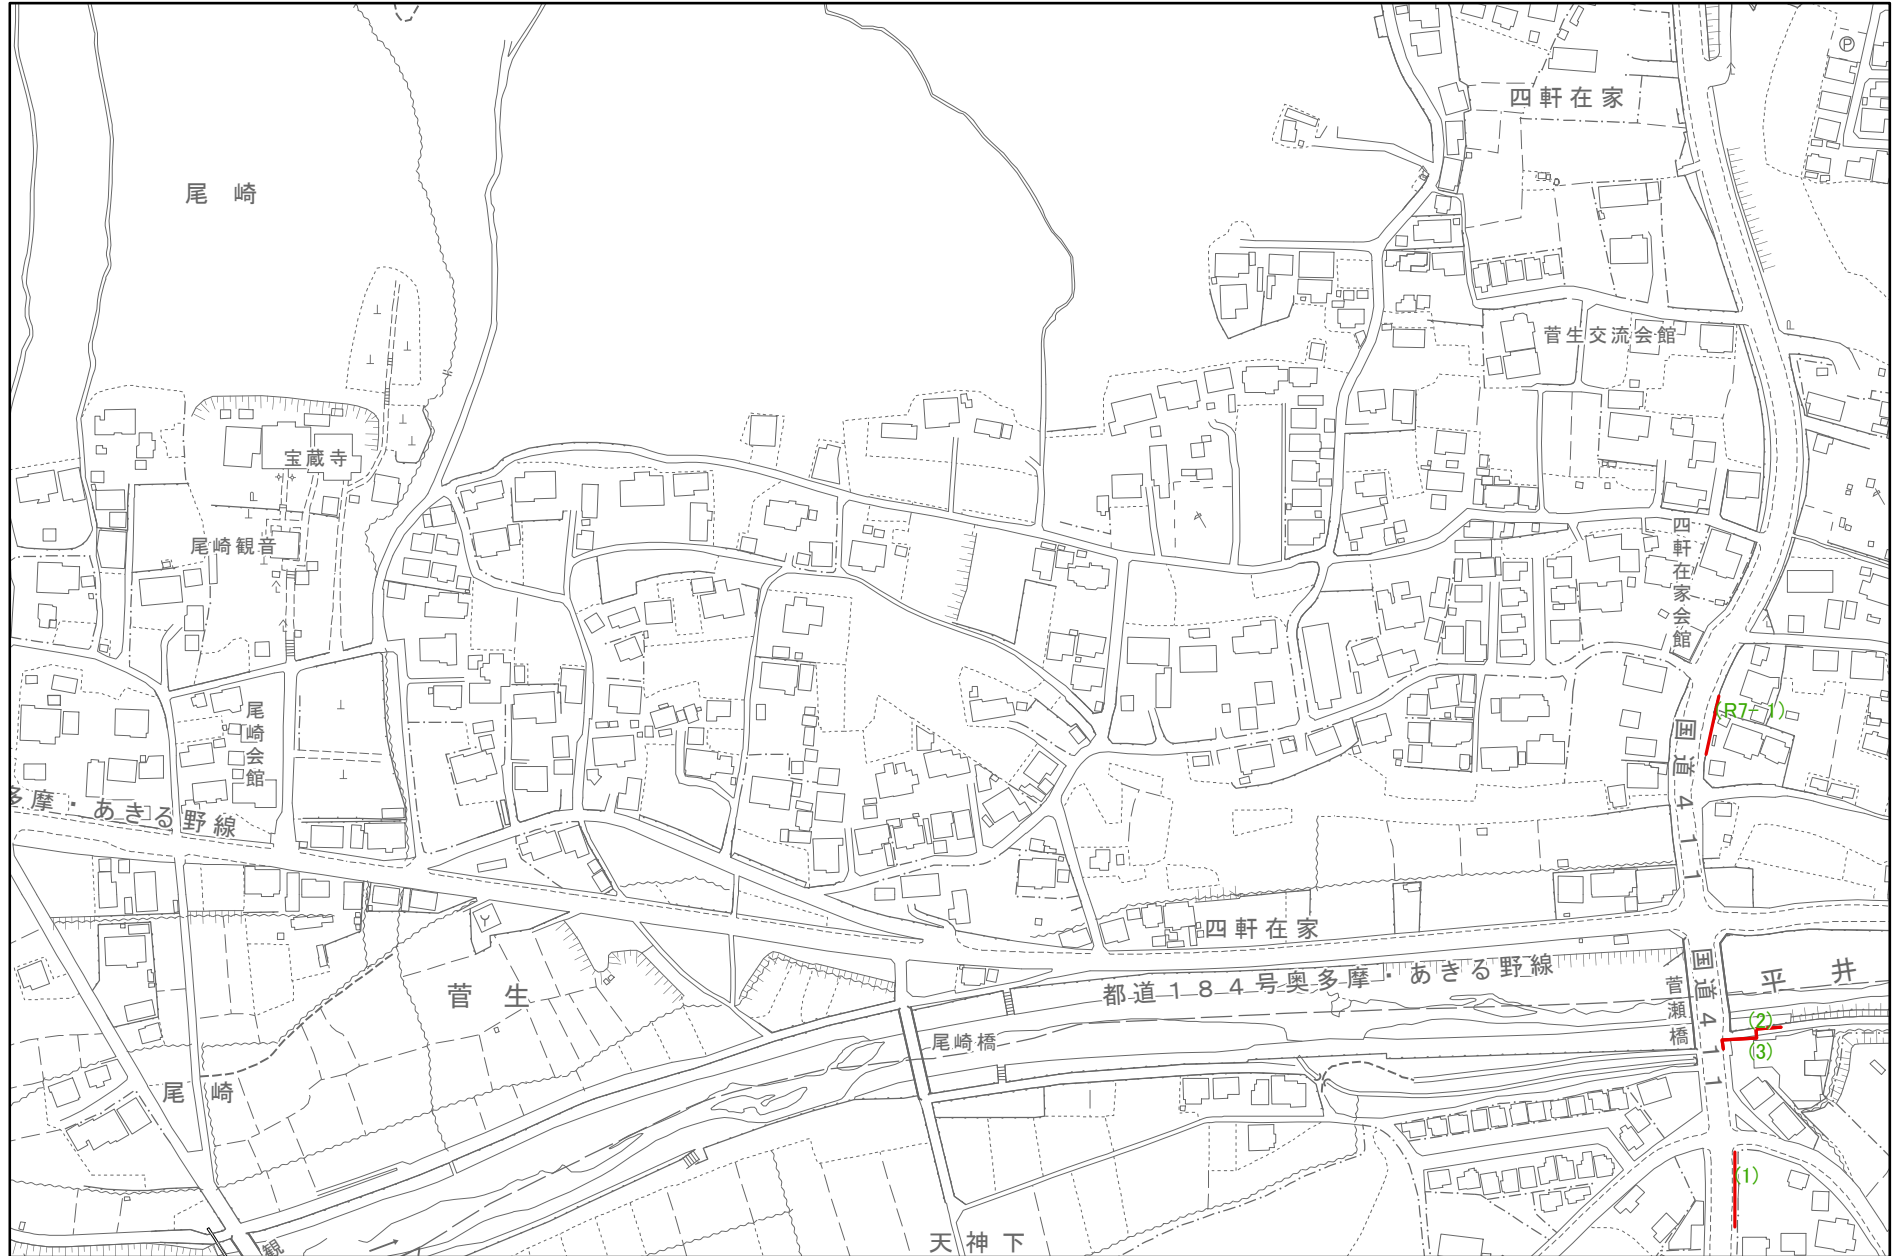 四軒在家
Ｐ
尾崎
菅生交流会館
宝蔵寺
尾崎観音
四軒在家会館
尾崎会館
(R7-1)
国道411
多摩・あきる野線
四軒在家
都道184号奥多摩・あきる野線
国道411
平井
菅生
菅瀬橋
(2)
尾崎橋
(3)
尾崎
(1)
天神下
観